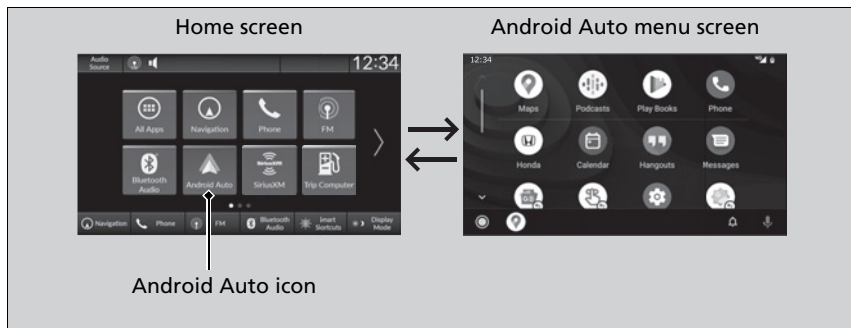 Home screen
Android Auto menu screen
Audio
Source
12:34
All Apps
Navigation
Phone
FM
Bluetooth
Audio
Android Auto
SiriusXM
Trip Computer
Navigation
Phone
FM
Bluetooth
Audio
Smart
Shortcuts
Display
Mode
12:34
Maps
Podcasts
Play Books
Phone
Honda
Calendar
Hangouts
Messages
Android Auto icon